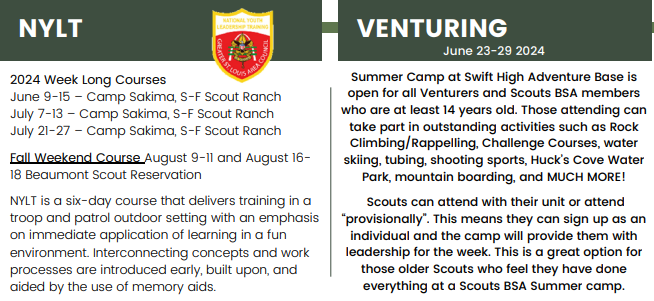 NYLT
NATIONAL YOUTH
LEADERSHIP TRAINING
GREATER ST. LOUIS AREA COUNCIL
2024 Week Long Courses
June 9-15 – Camp Sakima, S-F Scout Ranch
July 7-13 – Camp Sakima, S-F Scout Ranch
July 21-27 – Camp Sakima, S-F Scout Ranch
Fall Weekend Course August 9-11 and August 16-
18 Beaumont Scout Reservation
NYLT is a six-day course that delivers training in a
troop and patrol outdoor setting with an emphasis
on immediate application of learning in a fun
environment. Interconnecting concepts and work
processes are introduced early, built upon, and
aided by the use of memory aids.
VENTURING
June 23-29 2024
Summer Camp at Swift High Adventure Base is
open for all Venturers and Scouts BSA members
who are at least 14 years old. Those attending can
take part in outstanding activities such as Rock
Climbing/Rappelling, Challenge Courses, water
skiing, tubing, shooting sports, Huck's Cove Water
Park, mountain boarding, and MUCH MORE!
Scouts can attend with their unit or attend
"provisionally". This means they can sign up as an
individual and the camp will provide them with
leadership for the week. This is a great option for
those older Scouts who feel they have done
everything at a Scouts BSA Summer camp.